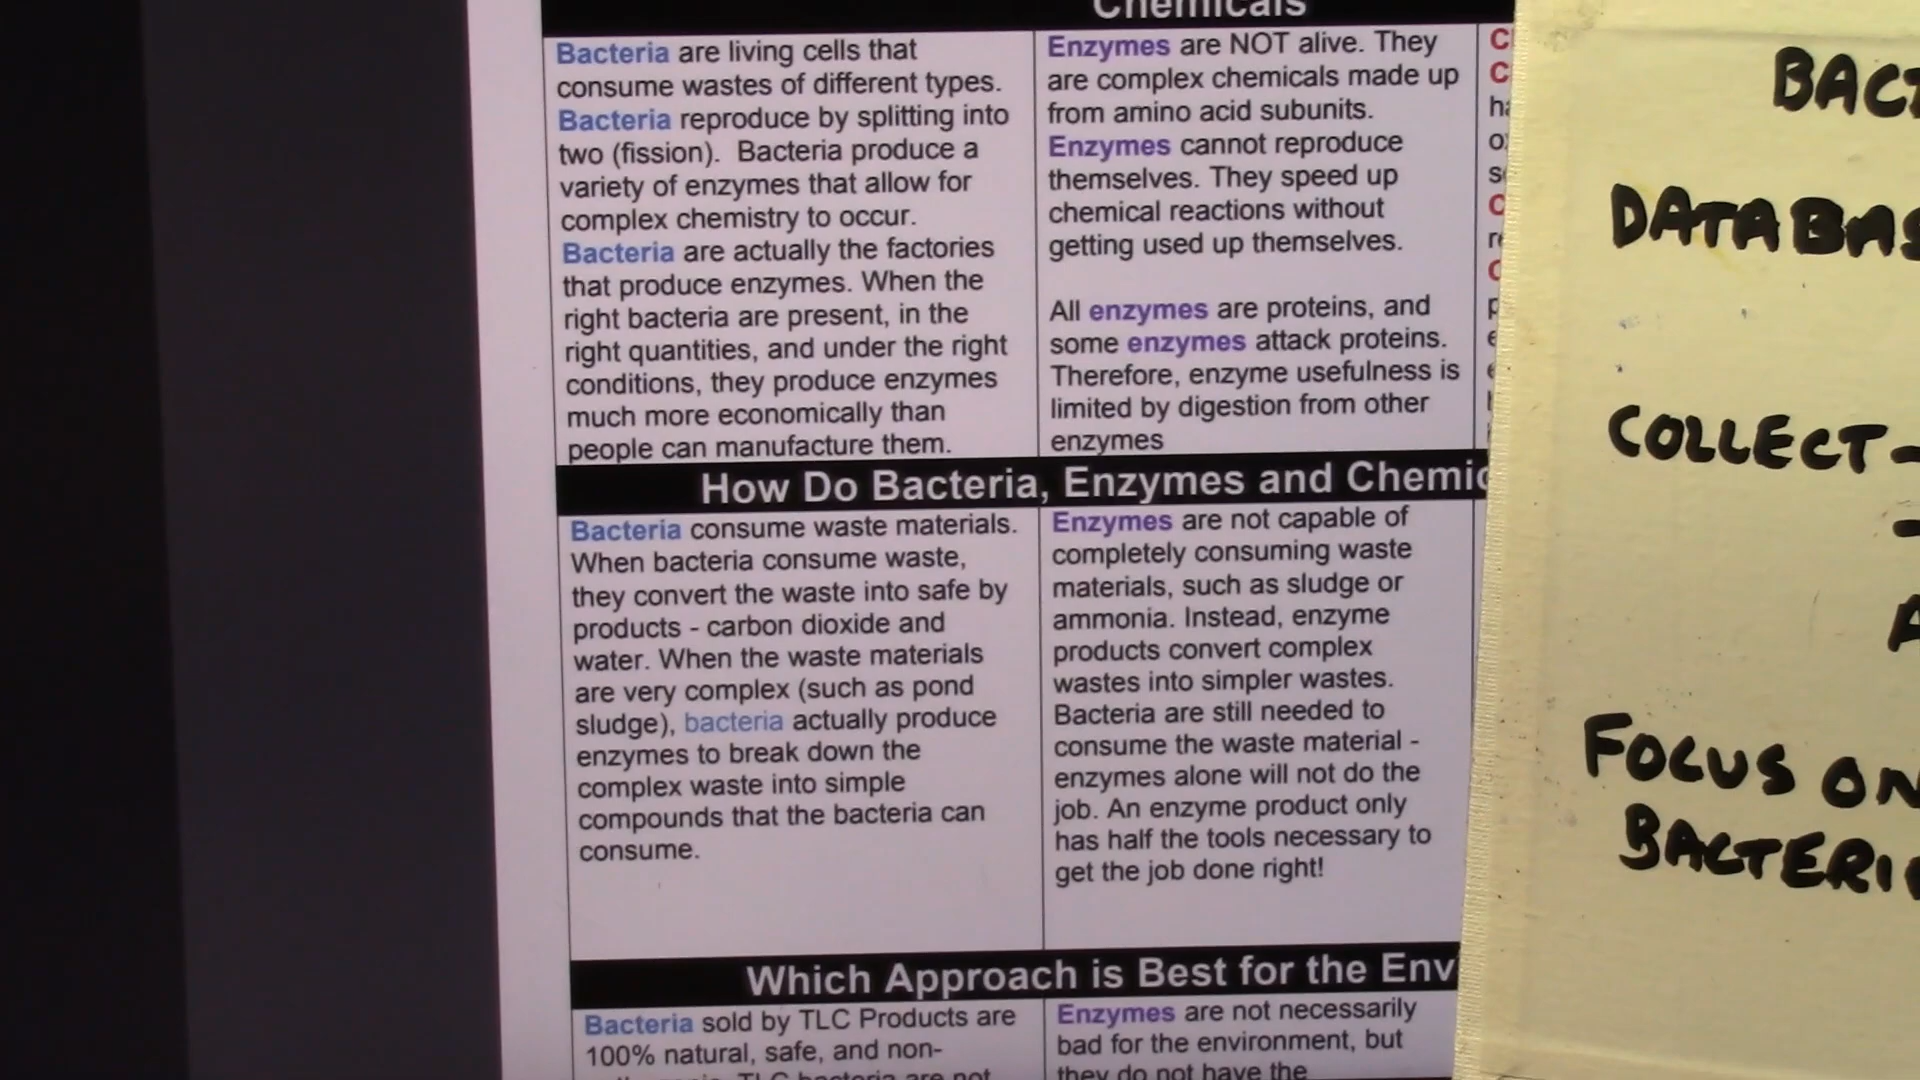 Chemicals
Bacteria are living cells that
consume wastes of different types.
Bacteria reproduce by splitting into
two (fission). Bacteria produce a
variety of enzymes that allow for
complex chemistry to occur.
Bacteria are actually the factories
that produce enzymes. When the
right bacteria are present, in the
right quantities, and under the right
conditions, they produce enzymes
much more economically than
people can manufacture them.
Enzymes are NOT alive. They
are complex chemicals made up
from amino acid subunits.
Enzymes cannot reproduce
themselves. They speed up
chemical reactions without
getting used up themselves.
All enzymes are proteins, and
some enzymes attack proteins.
Therefore, enzyme usefulness is
limited by digestion from other
enzymes
How Do Bacteria, Enzymes and Chemic
Bacteria consume waste materials.
When bacteria consume waste,
they convert the waste into safe by
products - carbon dioxide and
water. When the waste materials
are very complex (such as pond
sludge), bacteria actually produce
enzymes to break down the
complex waste into simple
compounds that the bacteria can
consume.
Enzymes are not capable of
completely consuming waste
materials, such as sludge or
ammonia. Instead, enzyme
products convert complex
wastes into simpler wastes.
Bacteria are still needed to
consume the waste material -
enzymes alone will not do the
job. An enzyme product only
has half the tools necessary to
get the job done right!
Which Approach is Best for the Env
Bacteria sold by TLC Products are
100% natural, safe, and non-
TLC bacteria are not
Enzymes are not necessarily
bad for the environment, but
they do not have the
BACT
DATABAS
COLLECT -
-
A
FOCUS ON
BACTERI